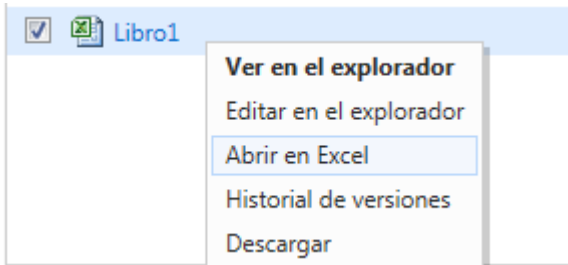 Libro1
Ver en el explorador
Editar en el explorador
Abrir en Excel
Historial de versiones
Descargar